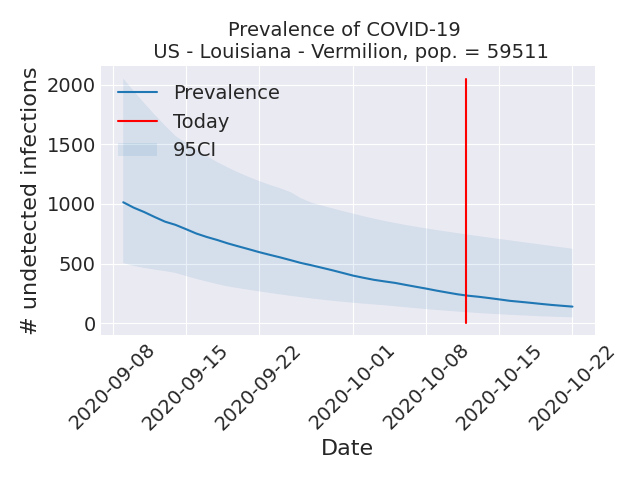 Prevalence of COVID-19
US - Louisiana - Vermilion, pop. = 59511
# undetected infections
2000
1500
1000
500
0
Prevalence
Today
95CI
2020-09-08
2020-09-15
2020-09-22
2020-10-01
2020-10-08
2020-10-15
2020-10-22
Date